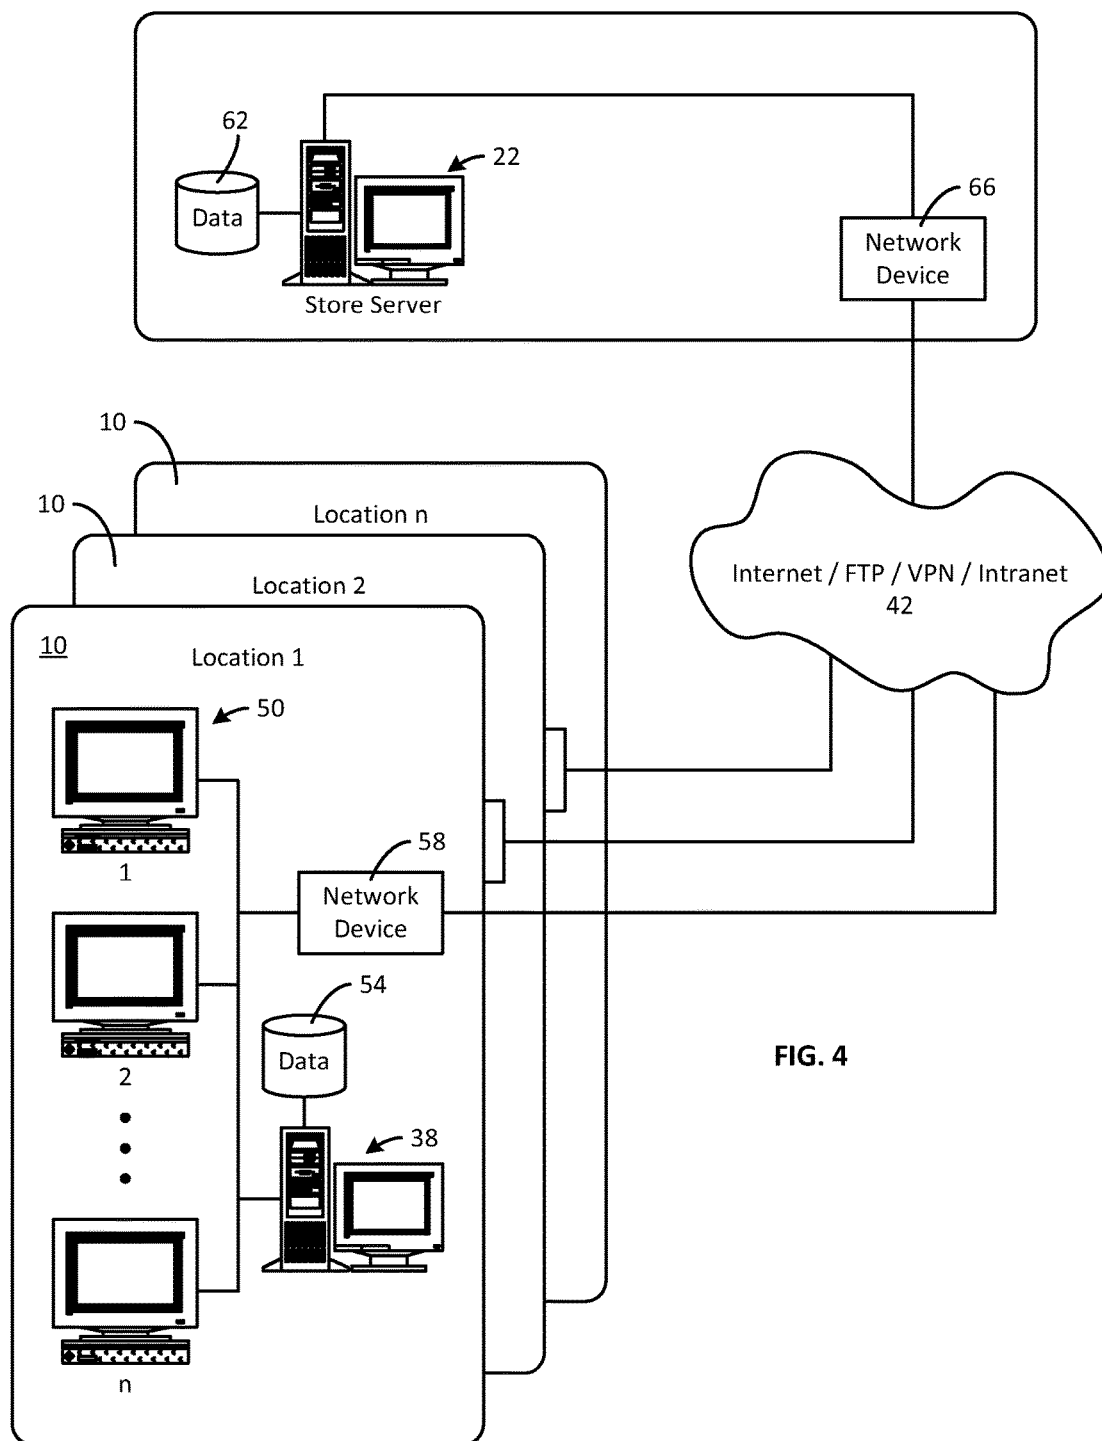 62
22
Data
66
Network
Device
Store Server
10
Location n
10
Location 2
Internet / FTP / VPN / Intranet
42
10
Location 1
50
1
58
Network
Device
2
54
Data
FIG. 4
38
n